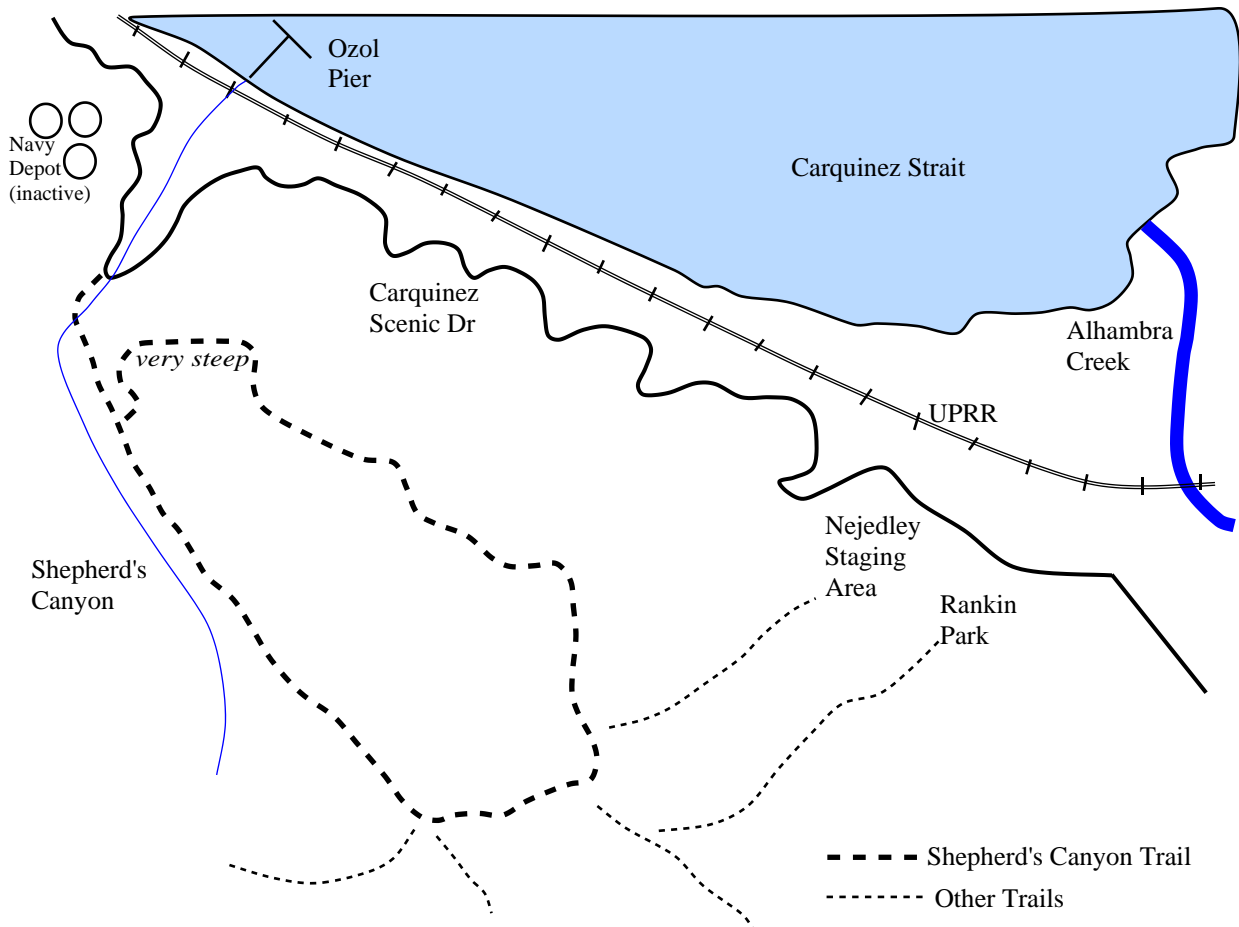 Ozol
Pier
Navy
Depot
(inactive)
Carquinez Strait
Carquinez
Scenic Dr
Alhambra
Creek
very steep
UPRR
Nejedley
Staging
Area
Shepherd's
Canyon
Rankin
Park
Shepherd's Canyon Trail
Other Trails